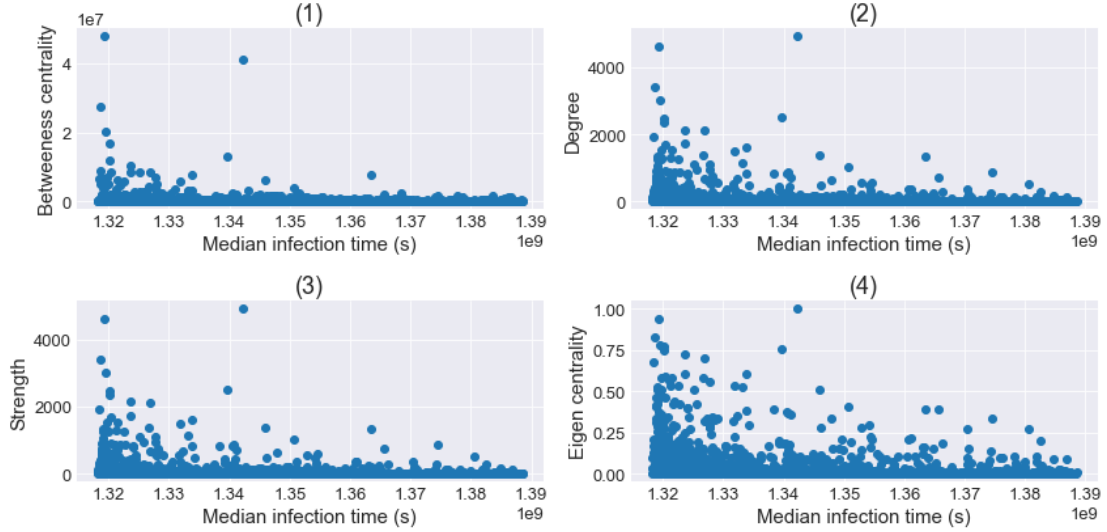 (1)
1e7
Betweeness centrality
4
2
0
1.32 1.33 1.34 1.35 1.36 1.37 1.38 1.39
1e9
Median infection time (s)
(2)
Degree
4000
2000
0
1.32 1.33 1.34 1.35 1.36 1.37 1.38 1.39
1e9
Median infection time (s)
(3)
Strength
4000
2000
0
1.32 1.33 1.34 1.35 1.36 1.37 1.38 1.39
1e9
Median infection time (s)
(4)
Eigen centrality
1.00
0.75
0.50
0.25
0.00
1.32 1.33 1.34 1.35 1.36 1.37 1.38 1.39
1e9
Median infection time (s)